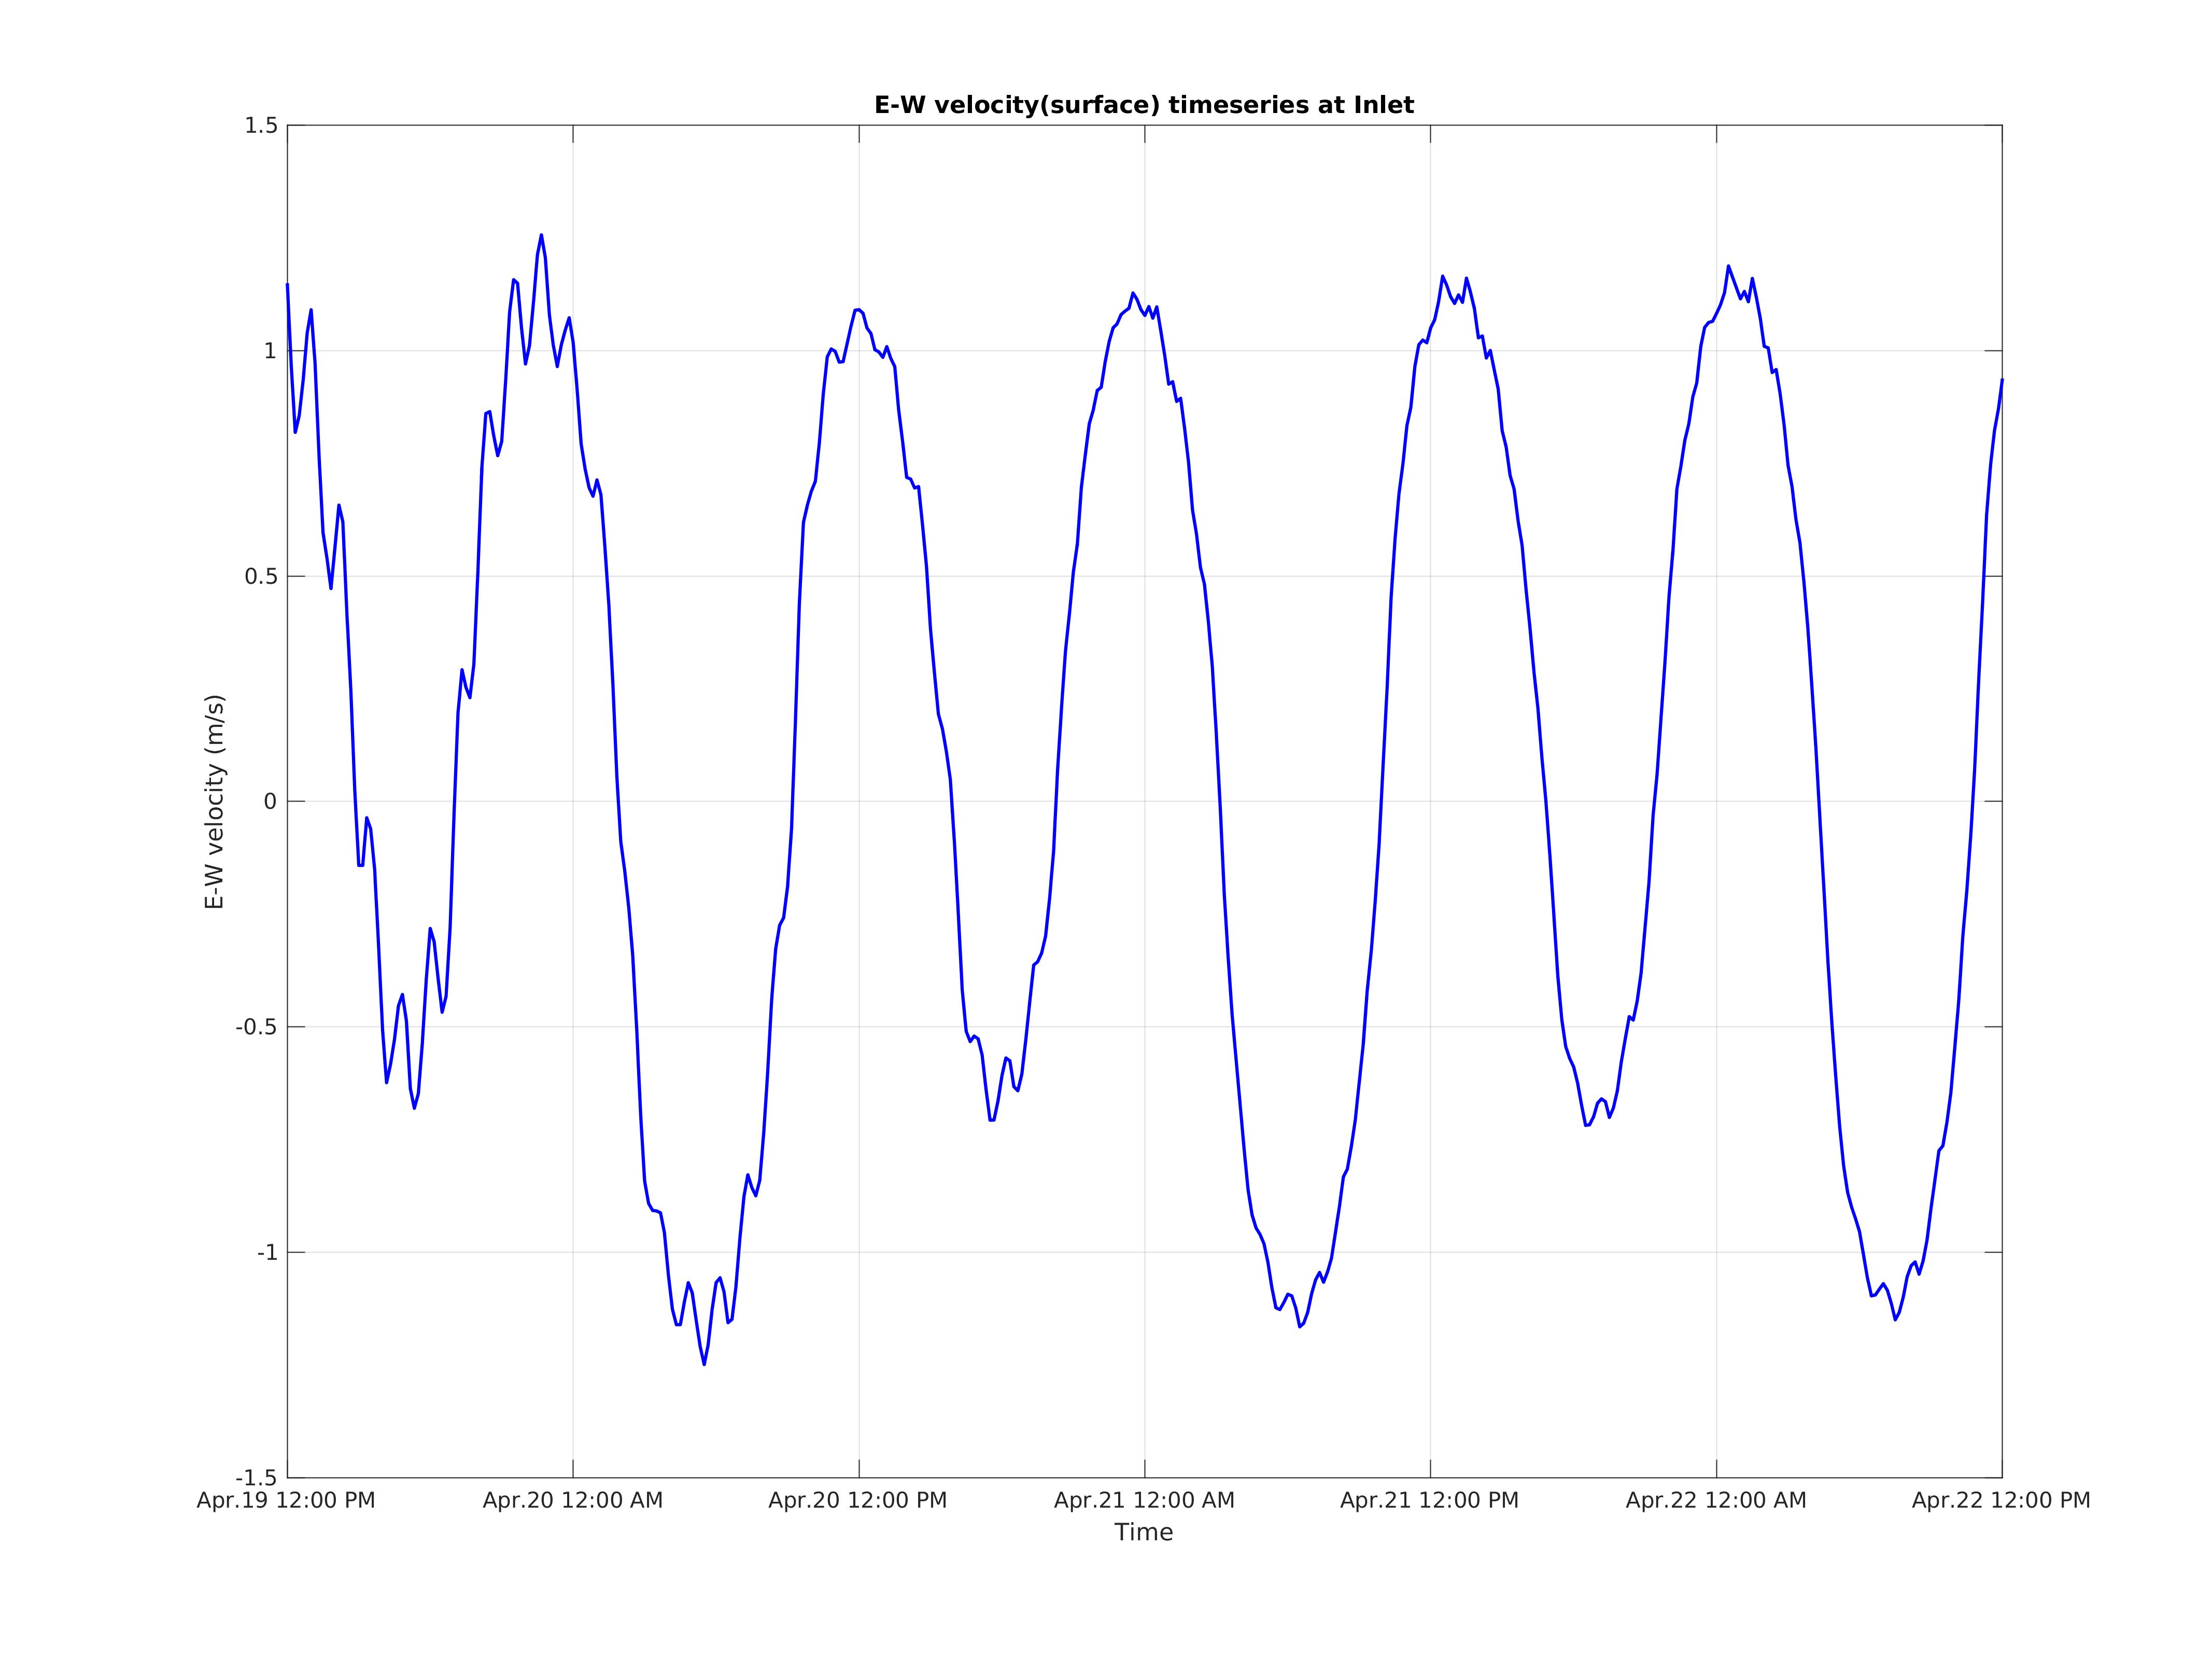 E-W velocity(surface) timeseries at Inlet
1.5
1
0.5
0
-0.5
-1
-1.5
E-W velocity (m/s)
Apr.19 12:00 PM
Apr.20 12:00 AM
Apr.20 12:00 PM
Apr.21 12:00 AM
Apr.21 12:00 PM
Apr.22 12:00 AM
Apr.22 12:00 PM
Time